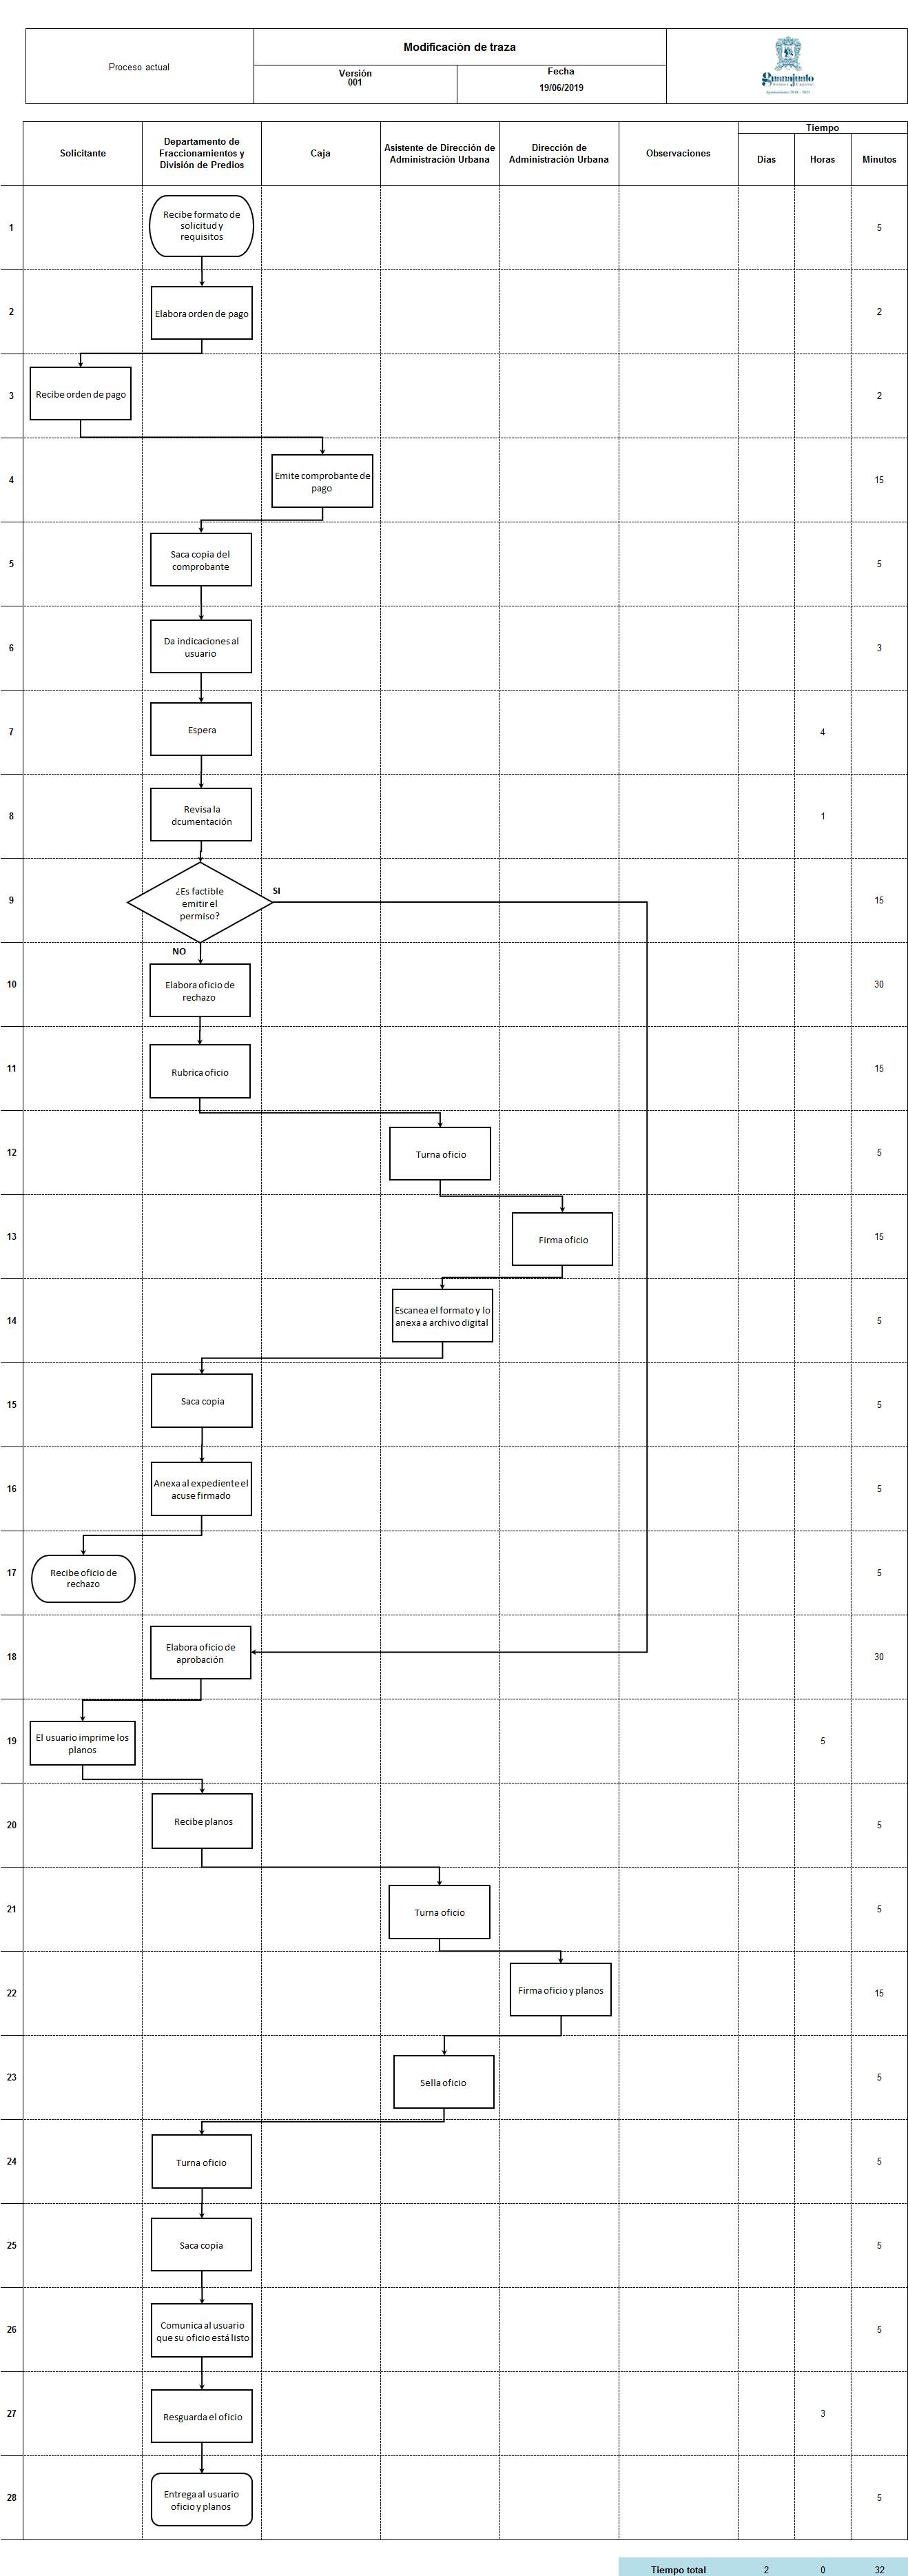 Proceso actual
Modificación de traza
Versión
001
Fecha
19/06/2019
Guanajuato
Somos Capital
Solicitante
Departamento de
Fraccionamientos y
División de Predios
Caja
Asistente de Dirección de
Administración Urbana
Dirección de
Administración Urbana
Observaciones
Tiempo
Días
Horas
Minutos
1
Recibe formato de
solicitud y
requisitos
5
2
Elabora orden de pago
2
3
Recibe orden de pago
2
4
Emite comprobante de
pago
15
5
Saca copia del
comprobante
5
6
Da indicaciones al
usuario
3
7
Espera
4
8
Revisa la
dcumentación
1
9
¿Es factible
emitir el
permiso?
SI
15
NO
10
Elabora oficio de
rechazo
30
11
Rubrica oficio
15
12
Turna oficio
5
13
Firma oficio
15
14
Escanea el formato y lo
anexa a archivo digital
5
15
Saca copia
5
16
Anexa al expediente el
acuse firmado
5
17
Recibe oficio de
rechazo
5
18
Elabora oficio de
aprobación
30
19
El usuario imprime los
planos
5
20
Recibe planos
5
21
Turna oficio
5
22
Firma oficio y planos
15
23
Sella oficio
5
24
Turna oficio
5
25
Saca copia
5
26
Comunica al usuario
que su oficio está listo
5
27
Resguarda el oficio
3
28
Entrega al usuario
oficio y planos
5
Tiempo total
2
0
32